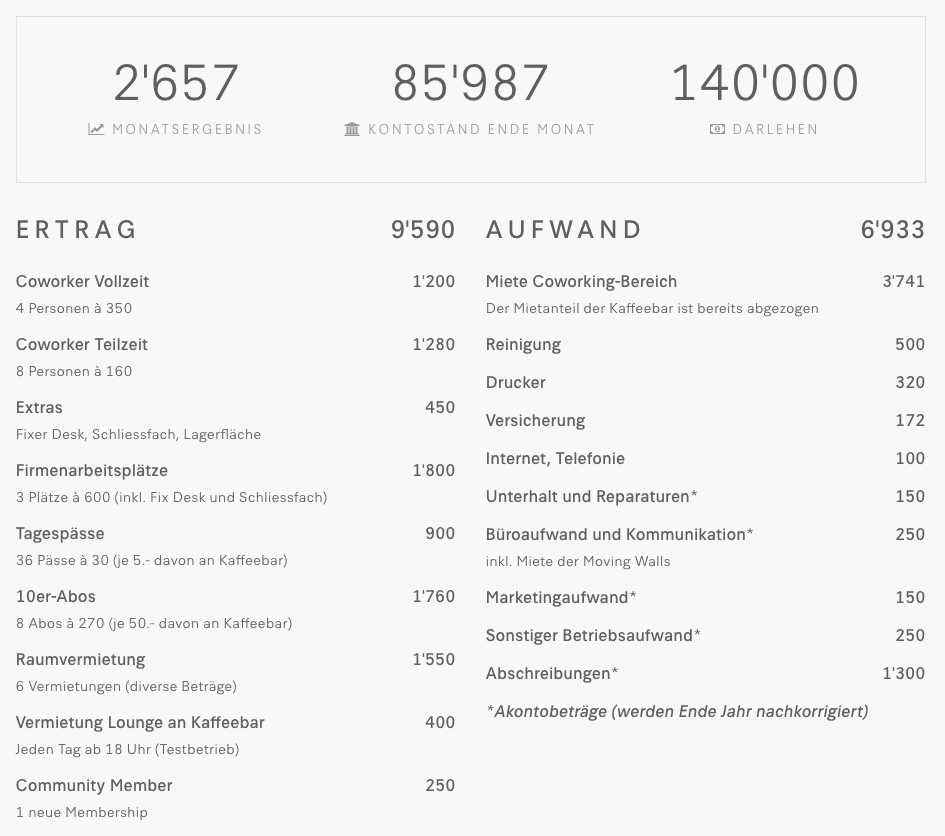 2'657
MONATSERGEBNIS
85'987
KONTOSTAND ENDE MONAT
140'000
DARLEHEN
ERTRAG 9'590
Coworker Vollzeit 1'200
4 Personen à 350
Coworker Teilzeit 1'280
8 Personen à 160
Extras 450
Fixer Desk, Schliessfach, Lagerfläche
Firmenarbeitsplätze 1'800
3 Plätze à 600 (inkl. Fix Desk und Schliessfach)
Tagespässe 900
36 Pässe à 30 (je 5.- davon an Kaffeebar)
10er-Abos 1'760
8 Abos à 270 (je 50.- davon an Kaffeebar)
Raumvermietung 1'550
6 Vermietungen (diverse Beträge)
Vermietung Lounge an Kaffeebar 400
Jeden Tag ab 18 Uhr (Testbetrieb)
Community Member 250
1 neue Membership
AUFWAND 6'933
Miete Coworking-Bereich 3'741
Der Mietanteil der Kaffeebar ist bereits abgezogen
Reinigung 500
Drucker 320
Versicherung 172
Internet, Telefonie 100
Unterhalt und Reparaturen* 150
Büroaufwand und Kommunikation* 250
inkl. Miete der Moving Walls
Marketingaufwand* 150
Sonstiger Betriebsaufwand* 250
Abschreibungen* 1'300
*Akontobeträge (werden Ende Jahr nachkorrigiert)